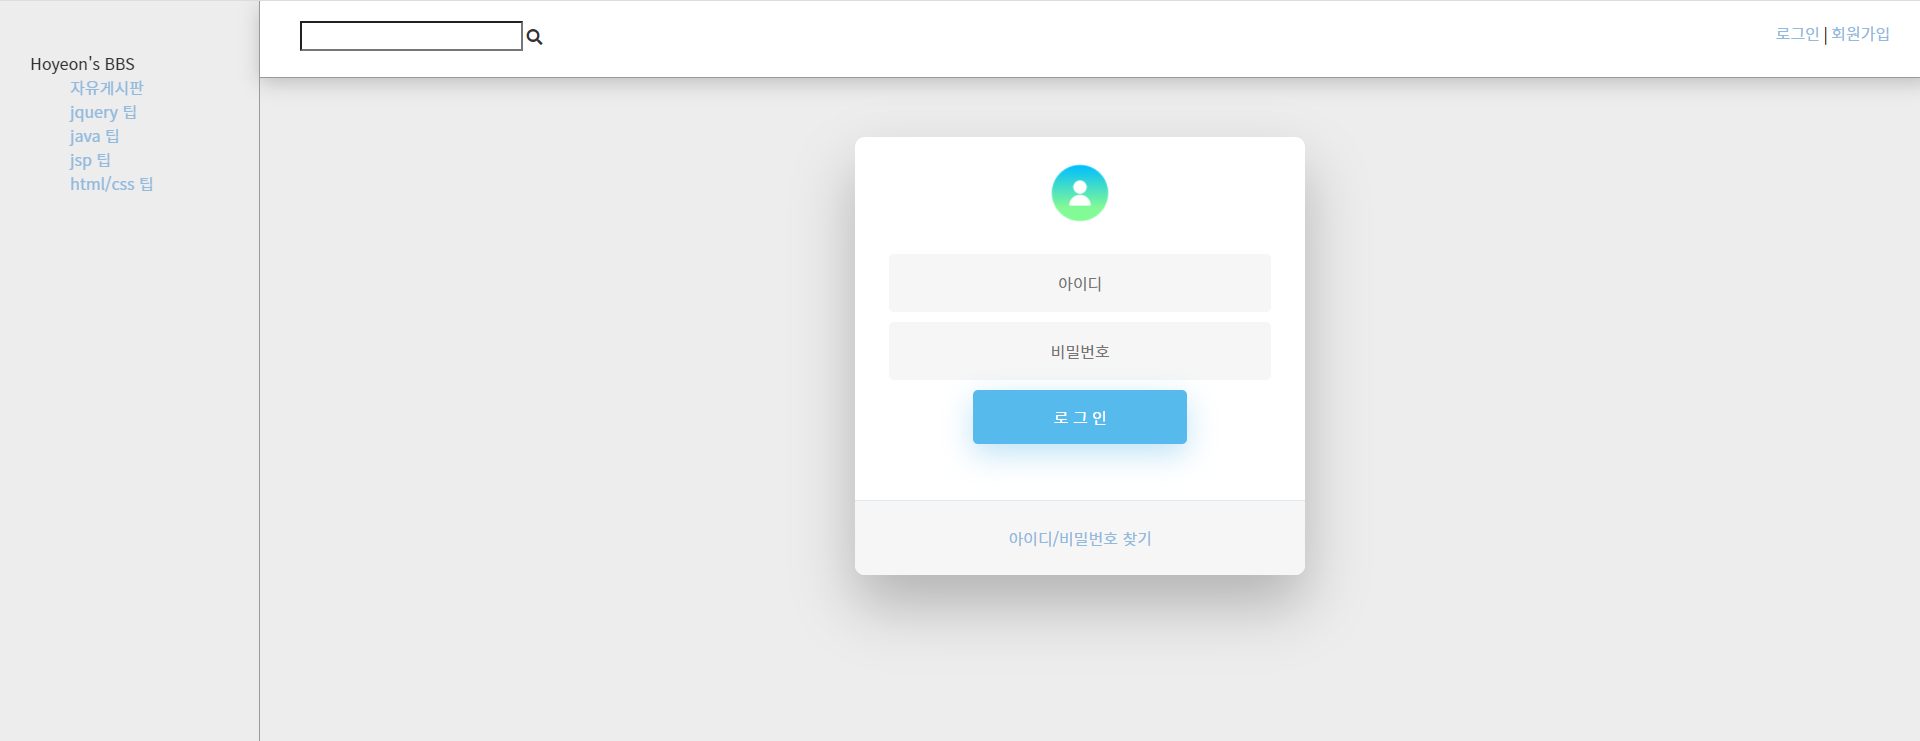 Hoyeon's BBS
자유게시판
jquery 팁
java 팁
jsp 팁
html/css 팁
로그인 | 회원가입
아이디
비밀번호
로 그 인
아이디/비밀번호 찾기